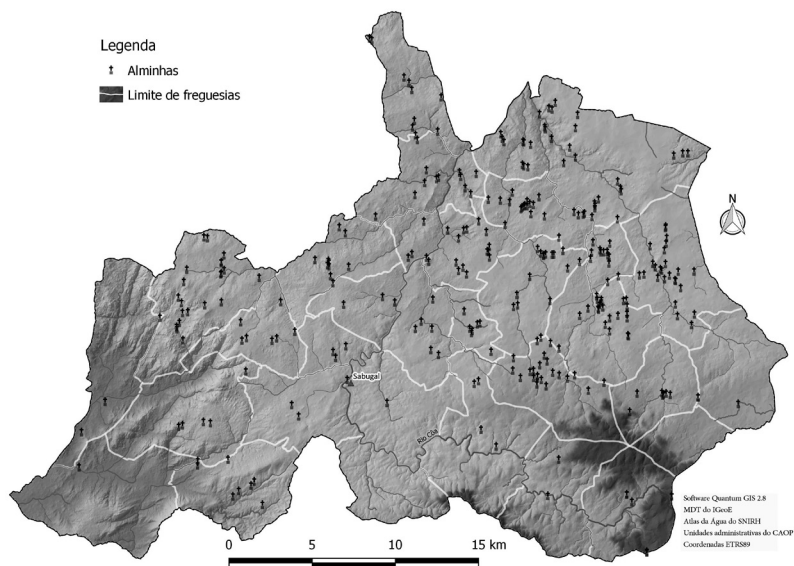 Legenda
Alminhas
Limite de freguesias
N
Sabugal
Rio Côa
Software Quantum GIS 2.8
MDT do IGeoE
Atlas da Água do SNIRH
Unidades administrativas do CAOP
Coordenadas ETRS89
0 5 10 15 km